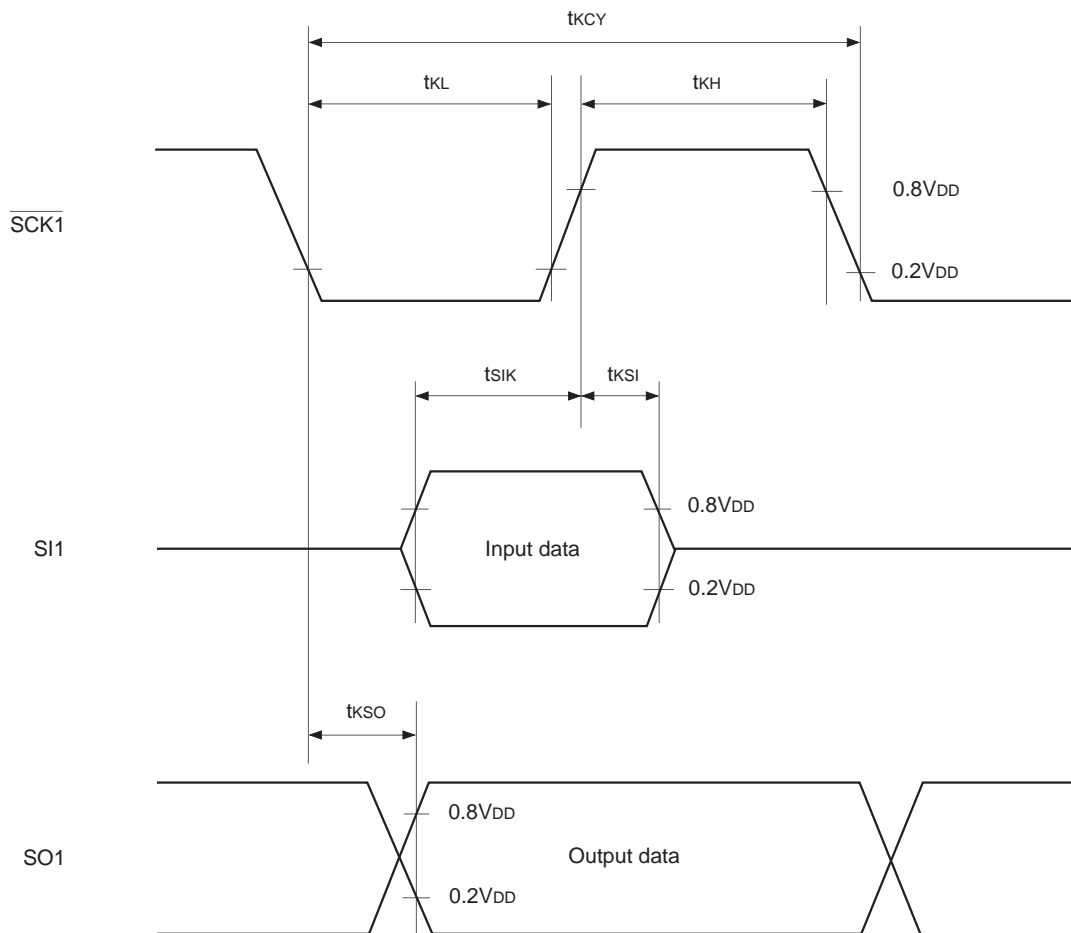 tKCY
tKL
tKH
SCK1
0.8VDD
0.2VDD
tSIK
tKSI
SI1
Input data
0.8VDD
0.2VDD
tKSO
SO1
0.8VDD
0.2VDD
Output data